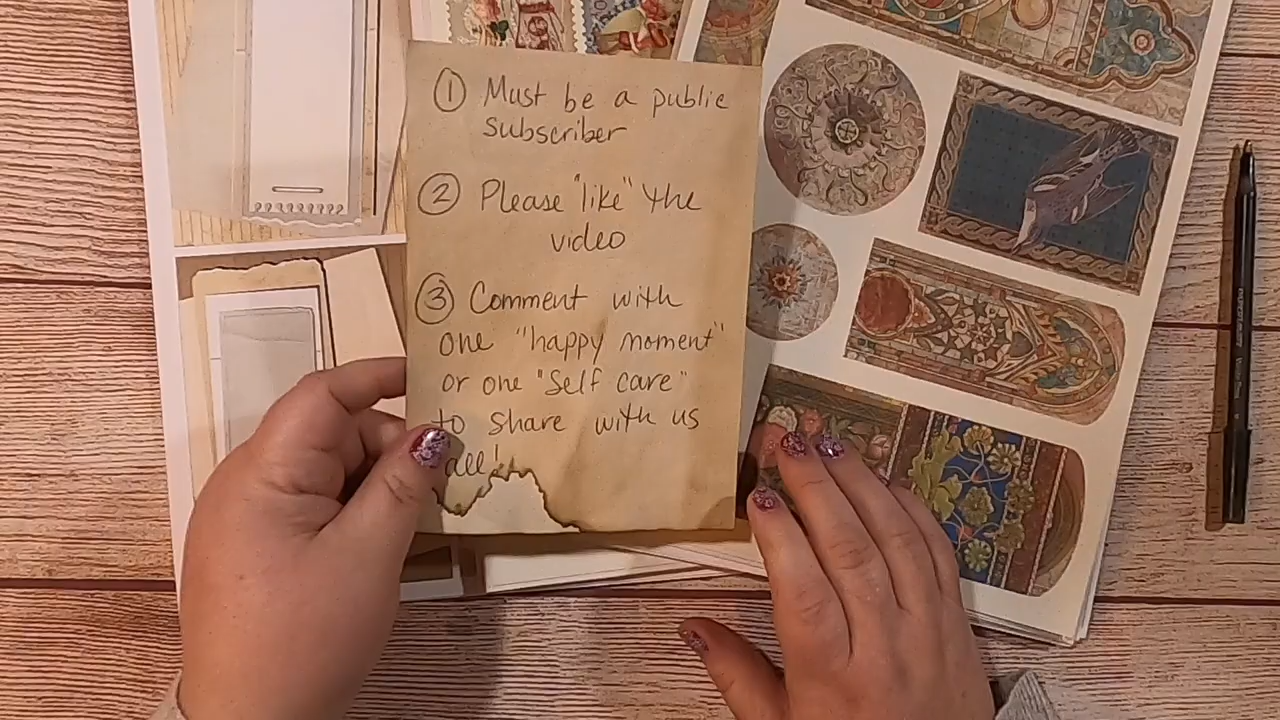 ① Must be a public
subscriber
② Please "like" the
video
③ Comment with
one "happy moment"
or one "Self care"
to share with us
all!